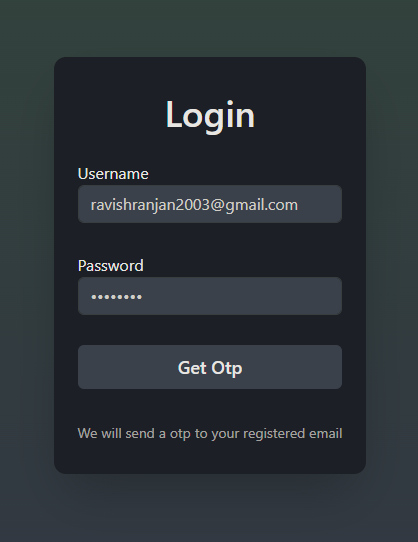 Login
Username
ravishranjan2003@gmail.com
Password
••••••••
Get Otp
We will send a otp to your registered email